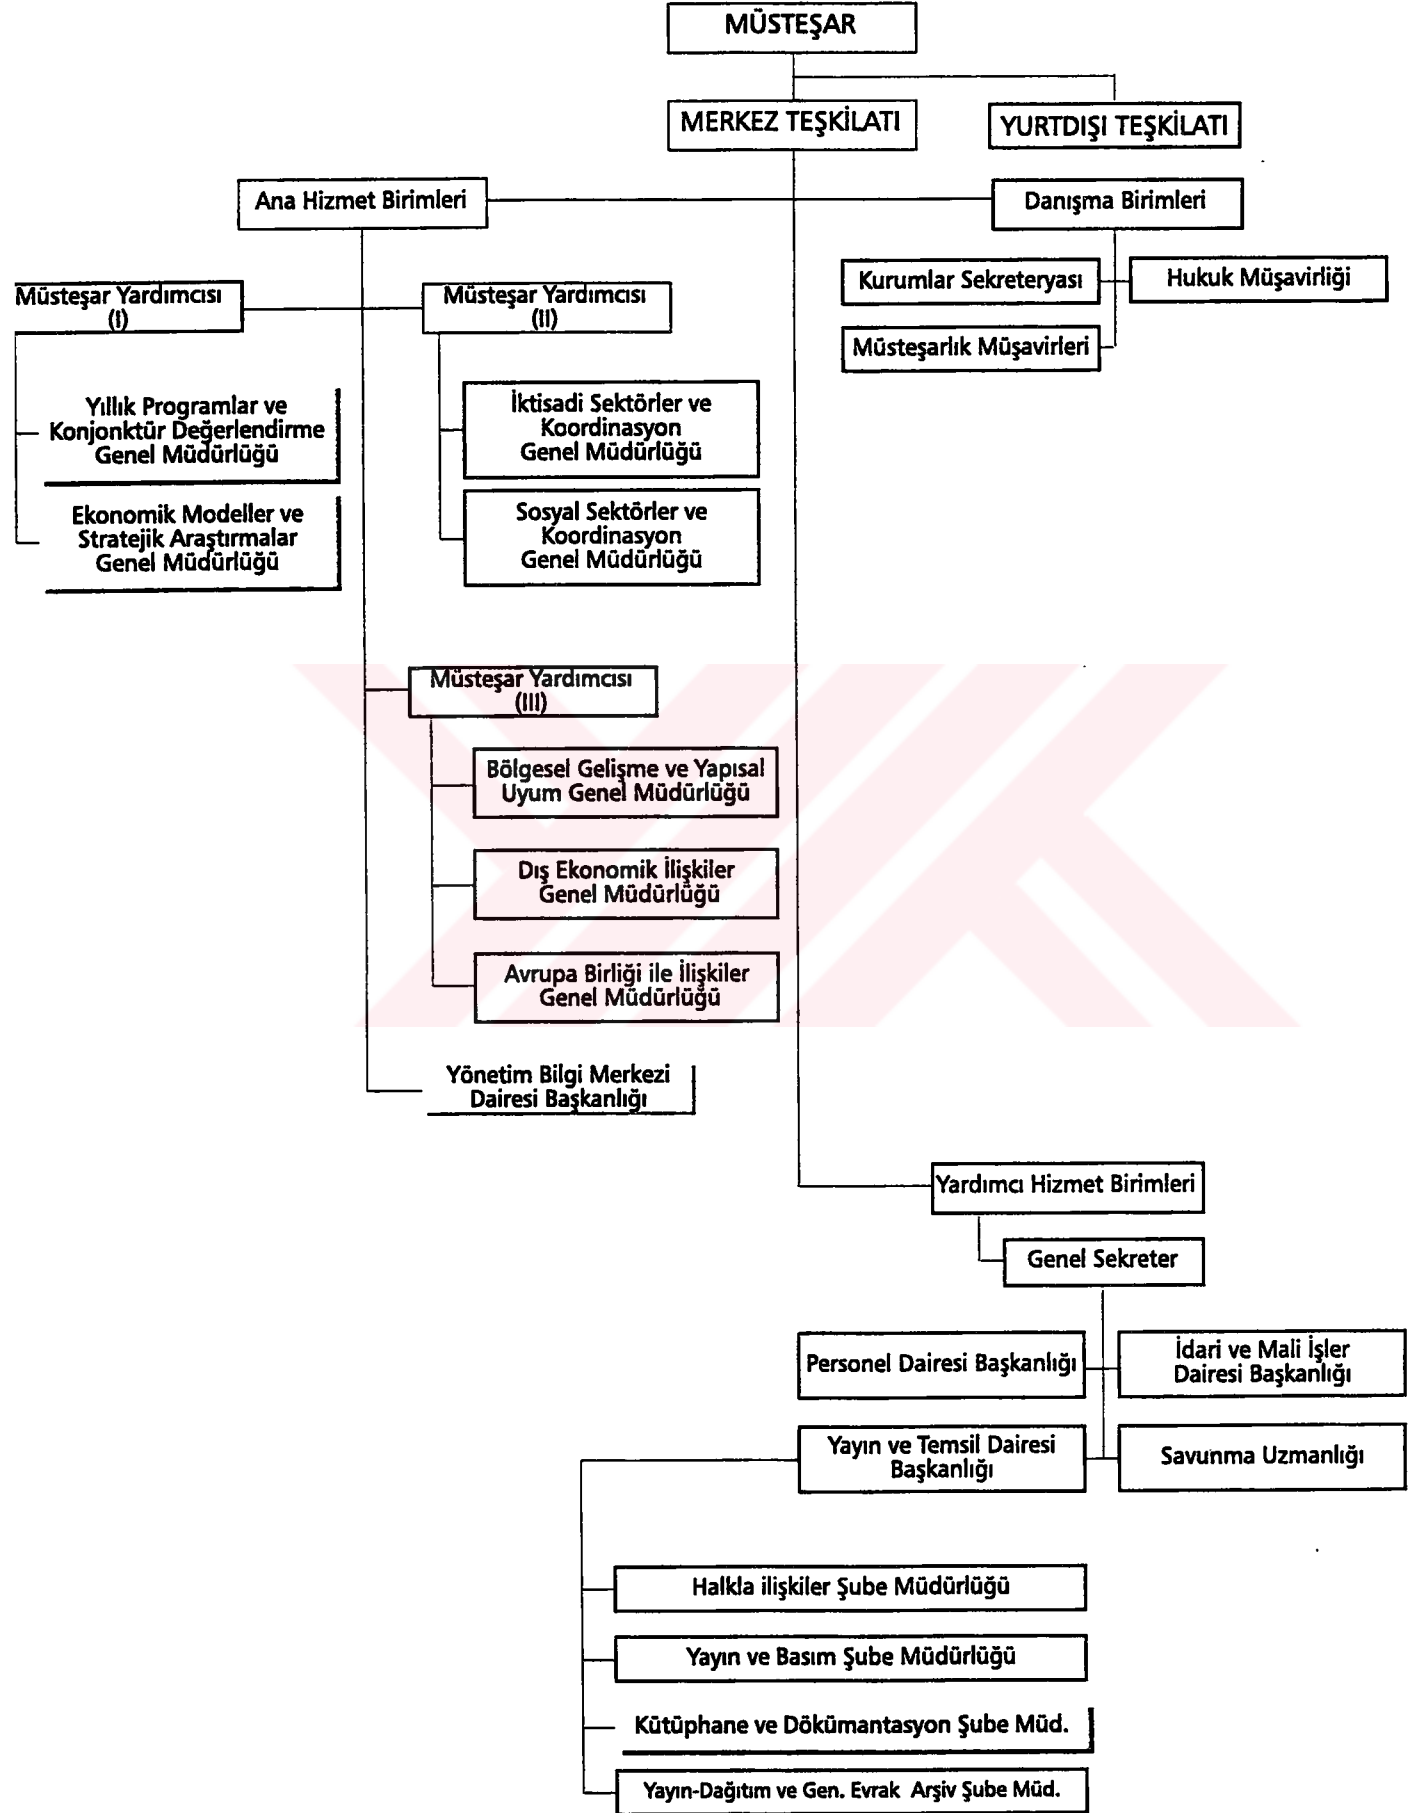 MÜSTEŞAR
MERKEZ TEŞKİLATI
YURTDIŞI TEŞKİLATI
Ana Hizmet Birimleri
Danışma Birimleri
Kurumlar Sekreteryası
Hukuk Müşavirliği
Müsteşarlık Müşavirleri
Müsteşar Yardımcısı
(I)
Müsteşar Yardımcısı
(II)
Yıllık Programlar ve
Konjonktür Değerlendirme
Genel Müdürlüğü
Ekonomik Modeller ve
Stratejik Araştırmalar
Genel Müdürlüğü
İktisadi Sektörler ve
Koordinasyon
Genel Müdürlüğü
Sosyal Sektörler ve
Koordinasyon
Genel Müdürlüğü
Müsteşar Yardımcısı
(III)
Bölgesel Gelişme ve Yapısal
Uyum Genel Müdürlüğü
Dış Ekonomik İlişkiler
Genel Müdürlüğü
Avrupa Birliği ile İlişkiler
Genel Müdürlüğü
Yönetim Bilgi Merkezi
Dairesi Başkanlığı
Yardımcı Hizmet Birimleri
Genel Sekreter
Personel Dairesi Başkanlığı
İdari ve Mali İşler
Dairesi Başkanlığı
Yayın ve Temsil Dairesi
Başkanlığı
Savunma Uzmanlığı
Halkla ilişkiler Şube Müdürlüğü
Yayın ve Basım Şube Müdürlüğü
Kütüphane ve Dökümantasyon Şube Müd.
Yayın-Dağıtım ve Gen. Evrak Arşiv Şube Müd.